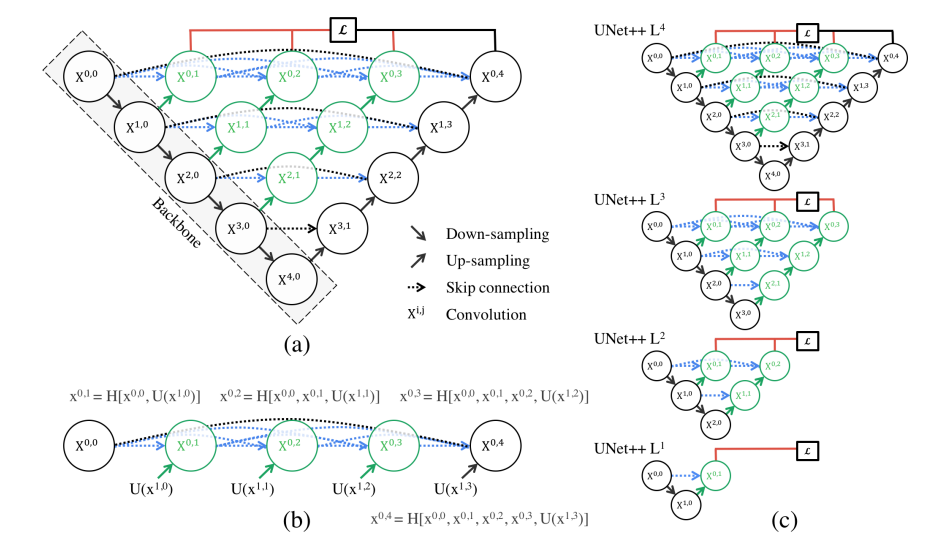 ℒ
X^{0,0} X^{0,1} X^{0,2} X^{0,3} X^{0,4}
X^{1,0} X^{1,1} X^{1,2} X^{1,3}
X^{2,0} X^{2,1} X^{2,2}
Backbone
X^{3,0} X^{3,1}
X^{4,0}
Down-sampling
Up-sampling
Skip connection
X^{i,j} Convolution
(a)
x^{0,1} = H[x^{0,0}, U(x^{1,0})] x^{0,2} = H[x^{0,0}, x^{0,1}, U(x^{1,1})] x^{0,3} = H[x^{0,0}, x^{0,1}, x^{0,2}, U(x^{1,2})]
X^{0,0} X^{0,1} X^{0,2} X^{0,3} X^{0,4}
U(x^{1,0}) U(x^{1,1}) U(x^{1,2}) U(x^{1,3})
(b)
x^{0,4} = H[x^{0,0}, x^{0,1}, x^{0,2}, x^{0,3}, U(x^{1,3})]
UNet++ L^4
ℒ
X^{0,0} X^{0,1} X^{0,2} X^{0,3} X^{0,4}
X^{1,0} X^{1,1} X^{1,2} X^{1,3}
X^{2,0} X^{2,1} X^{2,2}
X^{3,0} X^{3,1}
X^{4,0}
UNet++ L^3
ℒ
X^{0,0} X^{0,1} X^{0,2} X^{0,3}
X^{1,0} X^{1,1} X^{1,2}
X^{2,0} X^{2,1}
X^{3,0}
UNet++ L^2
ℒ
X^{0,0} X^{0,1} X^{0,2}
X^{1,0} X^{1,1}
X^{2,0}
UNet++ L^1
ℒ
X^{0,0} X^{0,1}
X^{1,0}
(c)